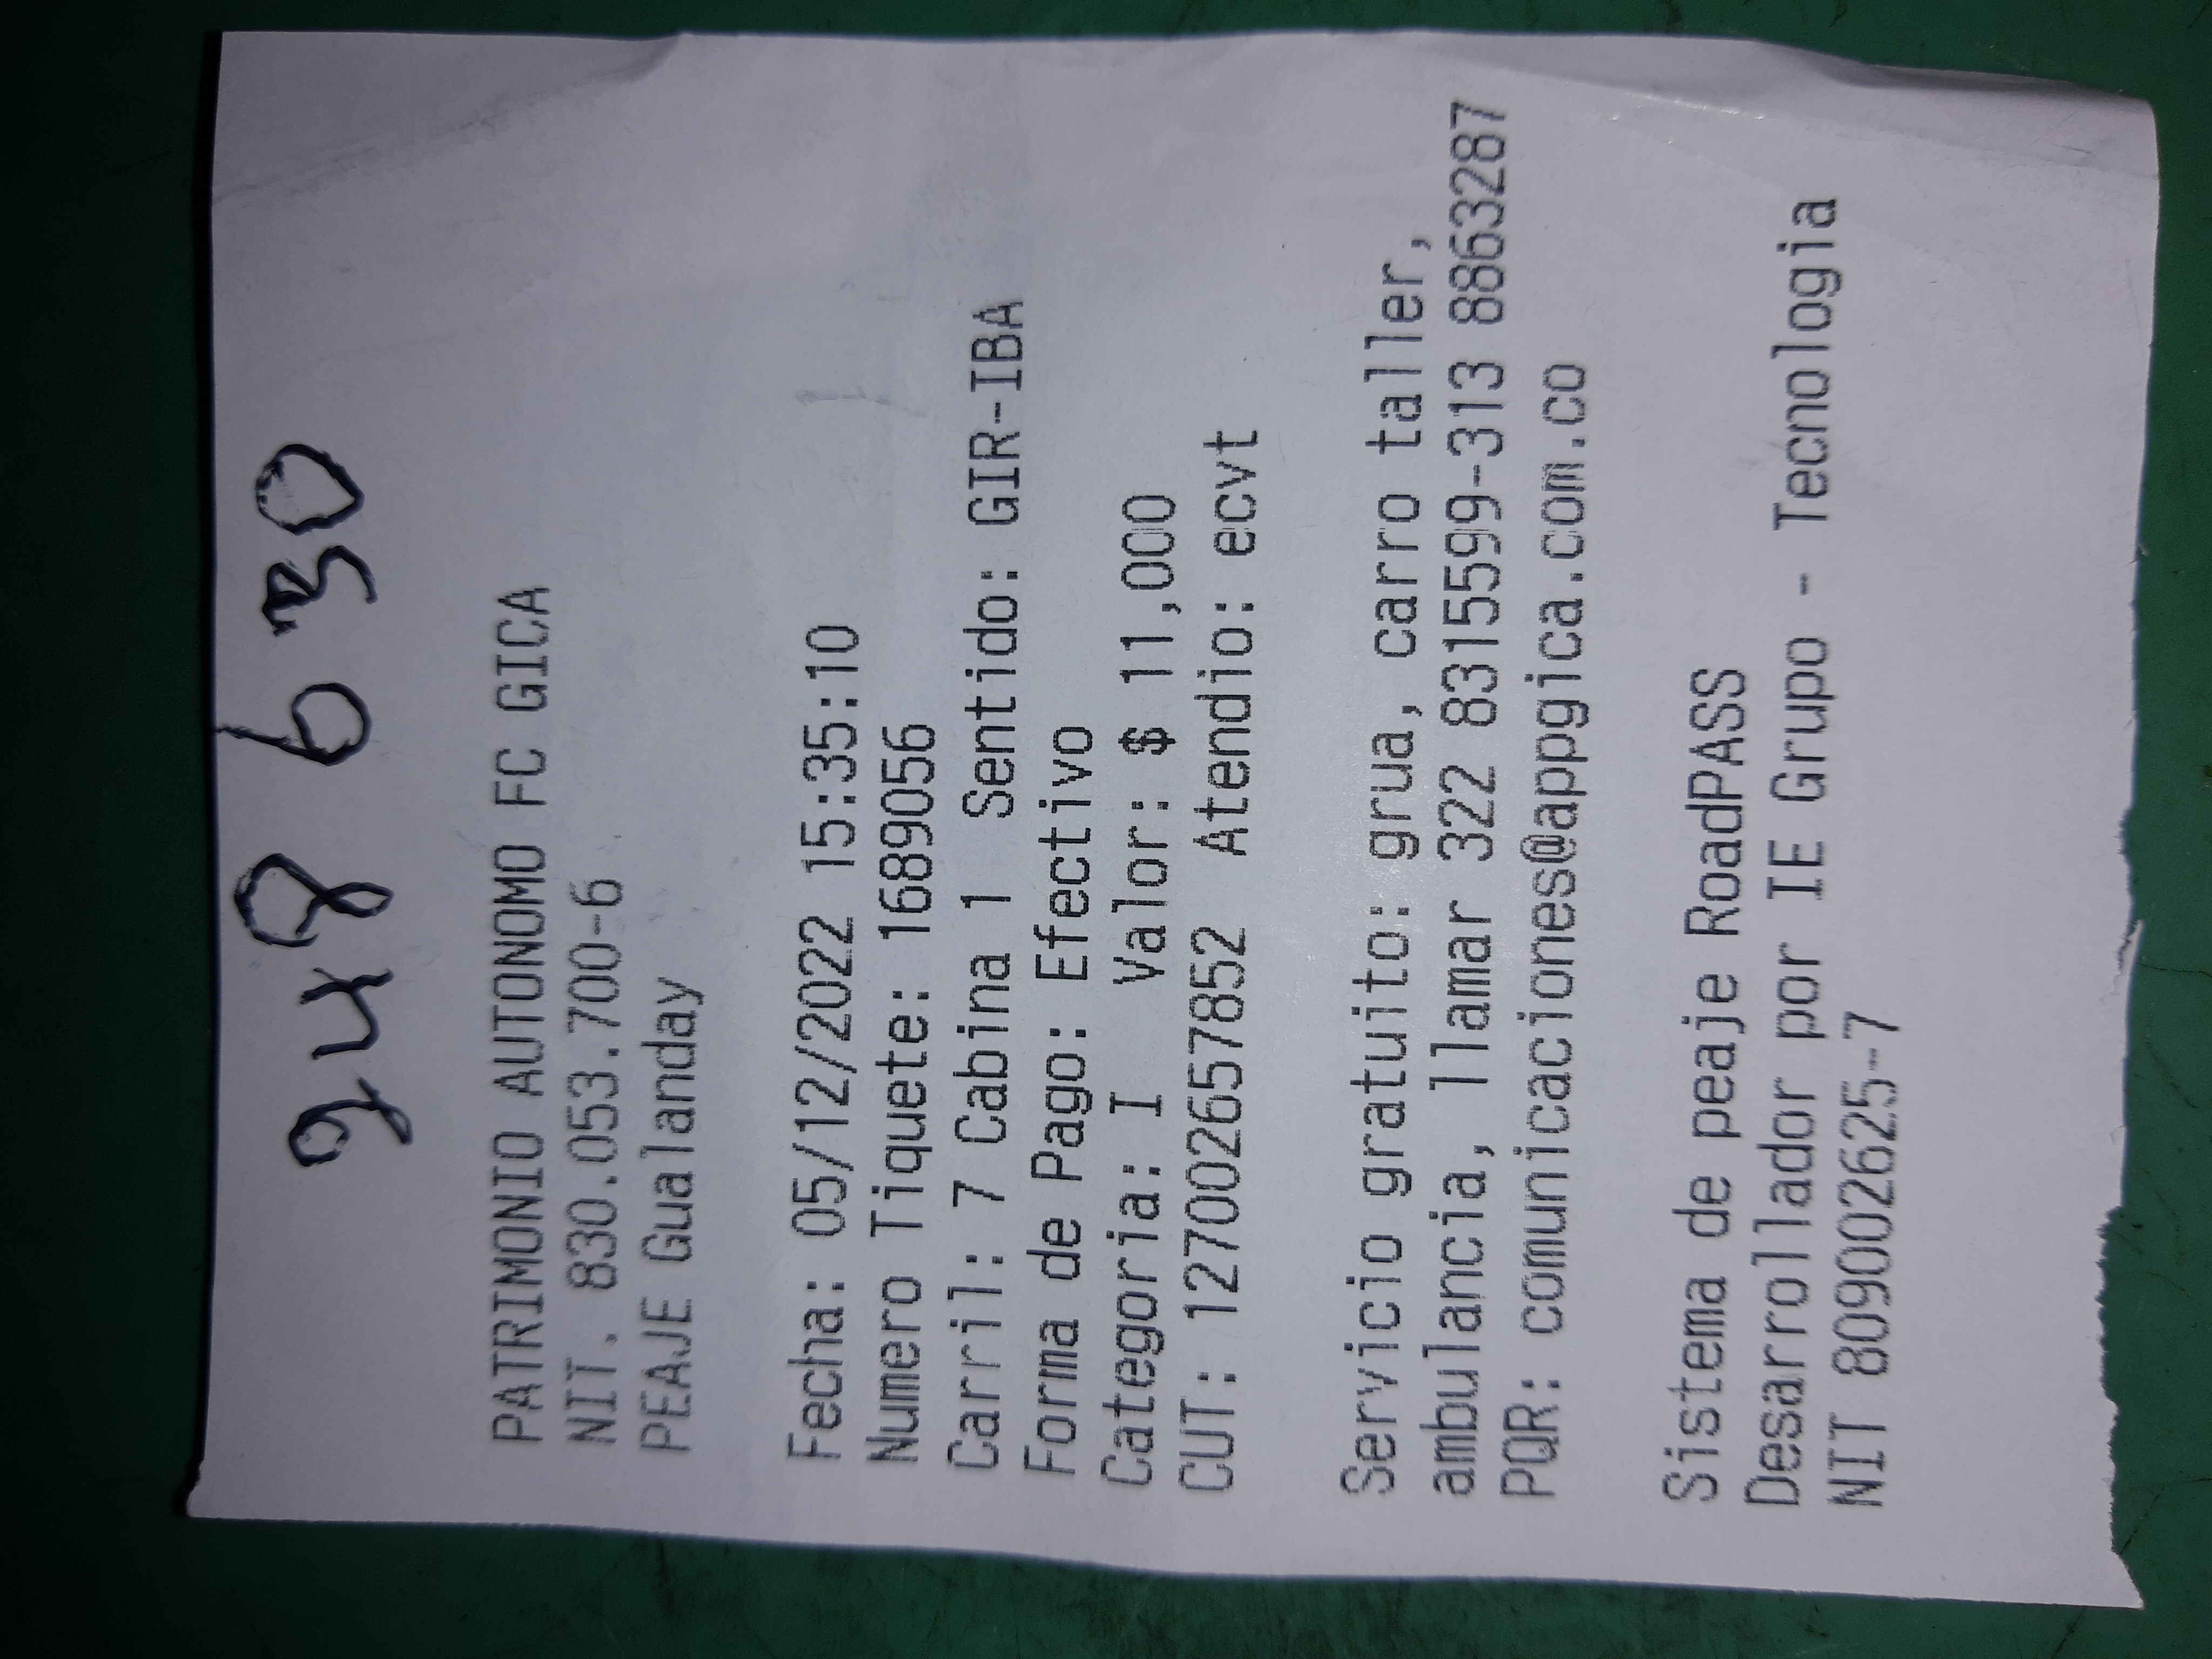 948630
PATRIMONIO AUTONOMO FC GICA
NIT. 830.053.700-6
PEAJE Gualanday
Fecha: 05/12/2022 15:35:10
Numero Tiquete: 1689056
Carril: 7 Cabina 1 Sentido: GIR-IBA
Forma de Pago: Efectivo
Categoria: I Valor: $ 11,000
CUT: 127002657852 Atendio: ecvt
Servicio gratuito: grua, carro taller,
ambulancia, llamar 322 8315599-313 8863287
PQR: comunicaciones@appgica.com.co
Sistema de peaje RoadPASS
Desarrollador por IE Grupo - Tecnologia
NIT 809002625-7